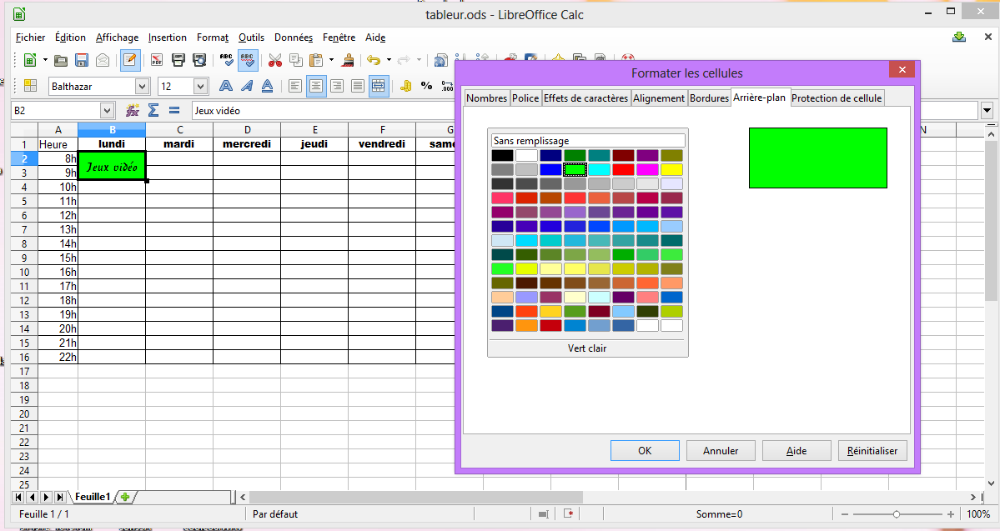 tableur.ods - LibreOffice Calc
Fichier Édition Affichage Insertion Format Outils Données Fenêtre Aide
PDF ABC ABC
Balthazar 12 % .000
B2 Jeux vidéo
A B C D E F G N
1 Heure lundi mardi mercredi jeudi vendredi
2 8h Jeux vidéo
3 9h
4 10h
5 11h
6 12h
7 13h
8 14h
9 15h
10 16h
11 17h
12 18h
13 19h
14 20h
15 21h
16 22h
17
18
19
20
21
22
23
24
25
Formater les cellules
Nombres Police Effets de caractères Alignement Bordures Arrière-plan Protection de cellule
Sans remplissage
Vert clair
OK Annuler Aide Réinitialiser
Feuille1
Feuille 1 / 1 Par défaut Somme=0 100%